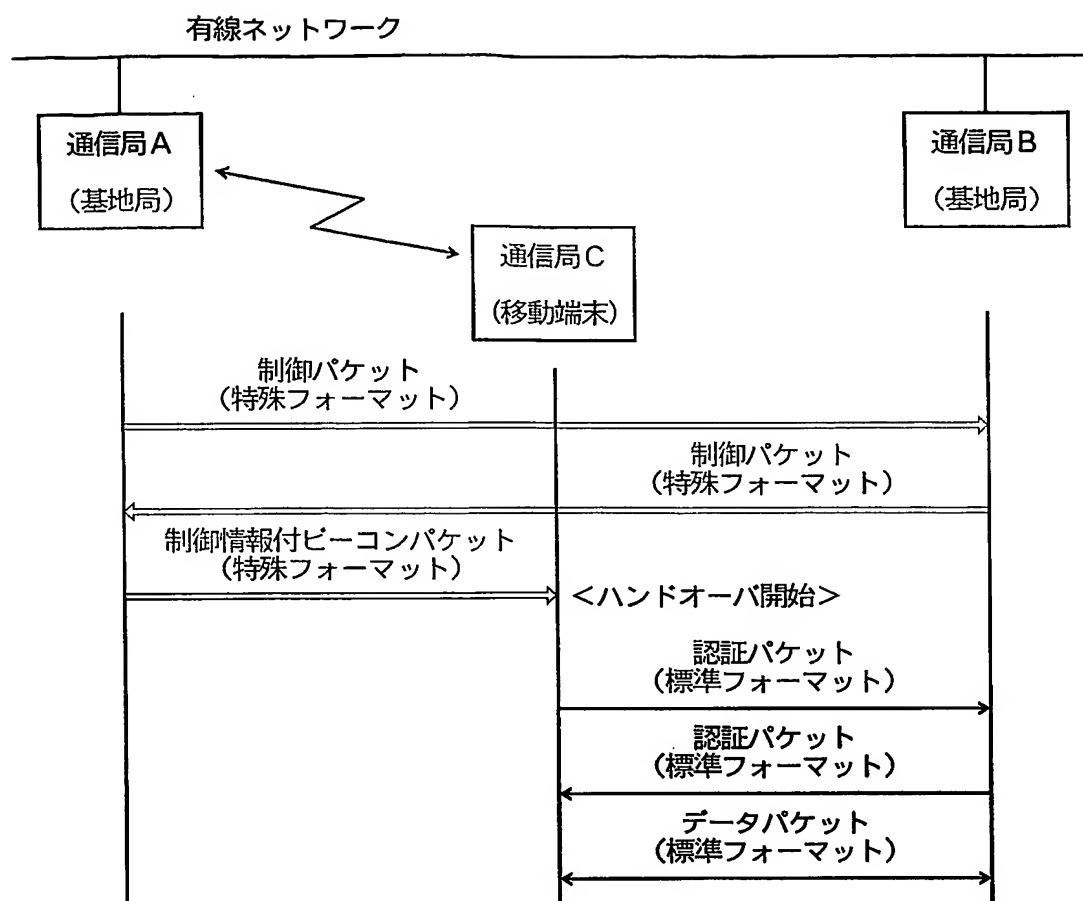 有線ネットワーク
通信局A
(基地局)
通信局B
(基地局)
通信局C
(移動端末)
制御パケット
(特殊フォーマット)
制御パケット
(特殊フォーマット)
制御情報付ビーコンパケット
(特殊フォーマット)
<ハンドオーバ開始>
認証パケット
(標準フォーマット)
認証パケット
(標準フォーマット)
データパケット
(標準フォーマット)